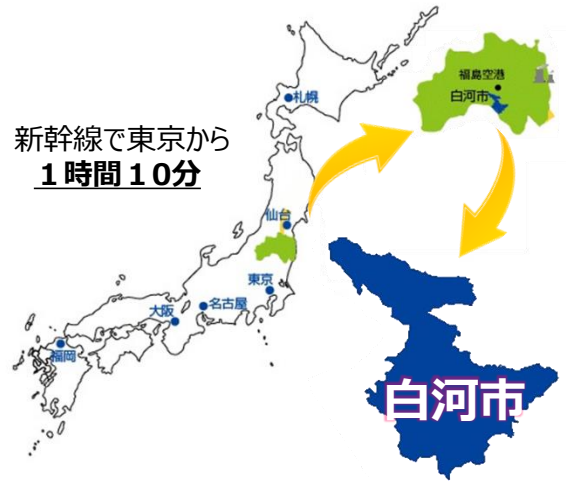 新幹線で東京から
１時間１０分
札幌
仙台
東京
名古屋
大阪
福岡
福島空港
白河市
白河市